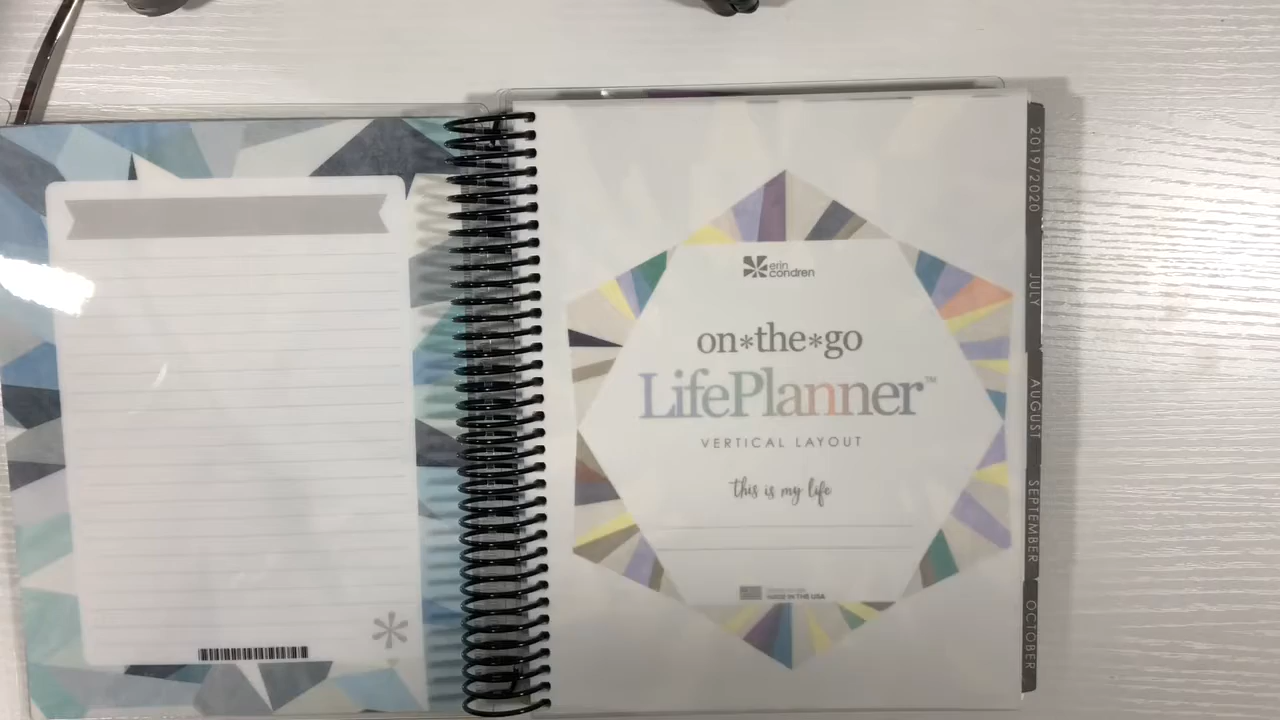 erin
condren
on*the*go
LifePlanner™
VERTICAL LAYOUT
this is my life
MADE IN THE USA
2019/2020
JULY
AUGUST
SEPTEMBER
OCTOBER